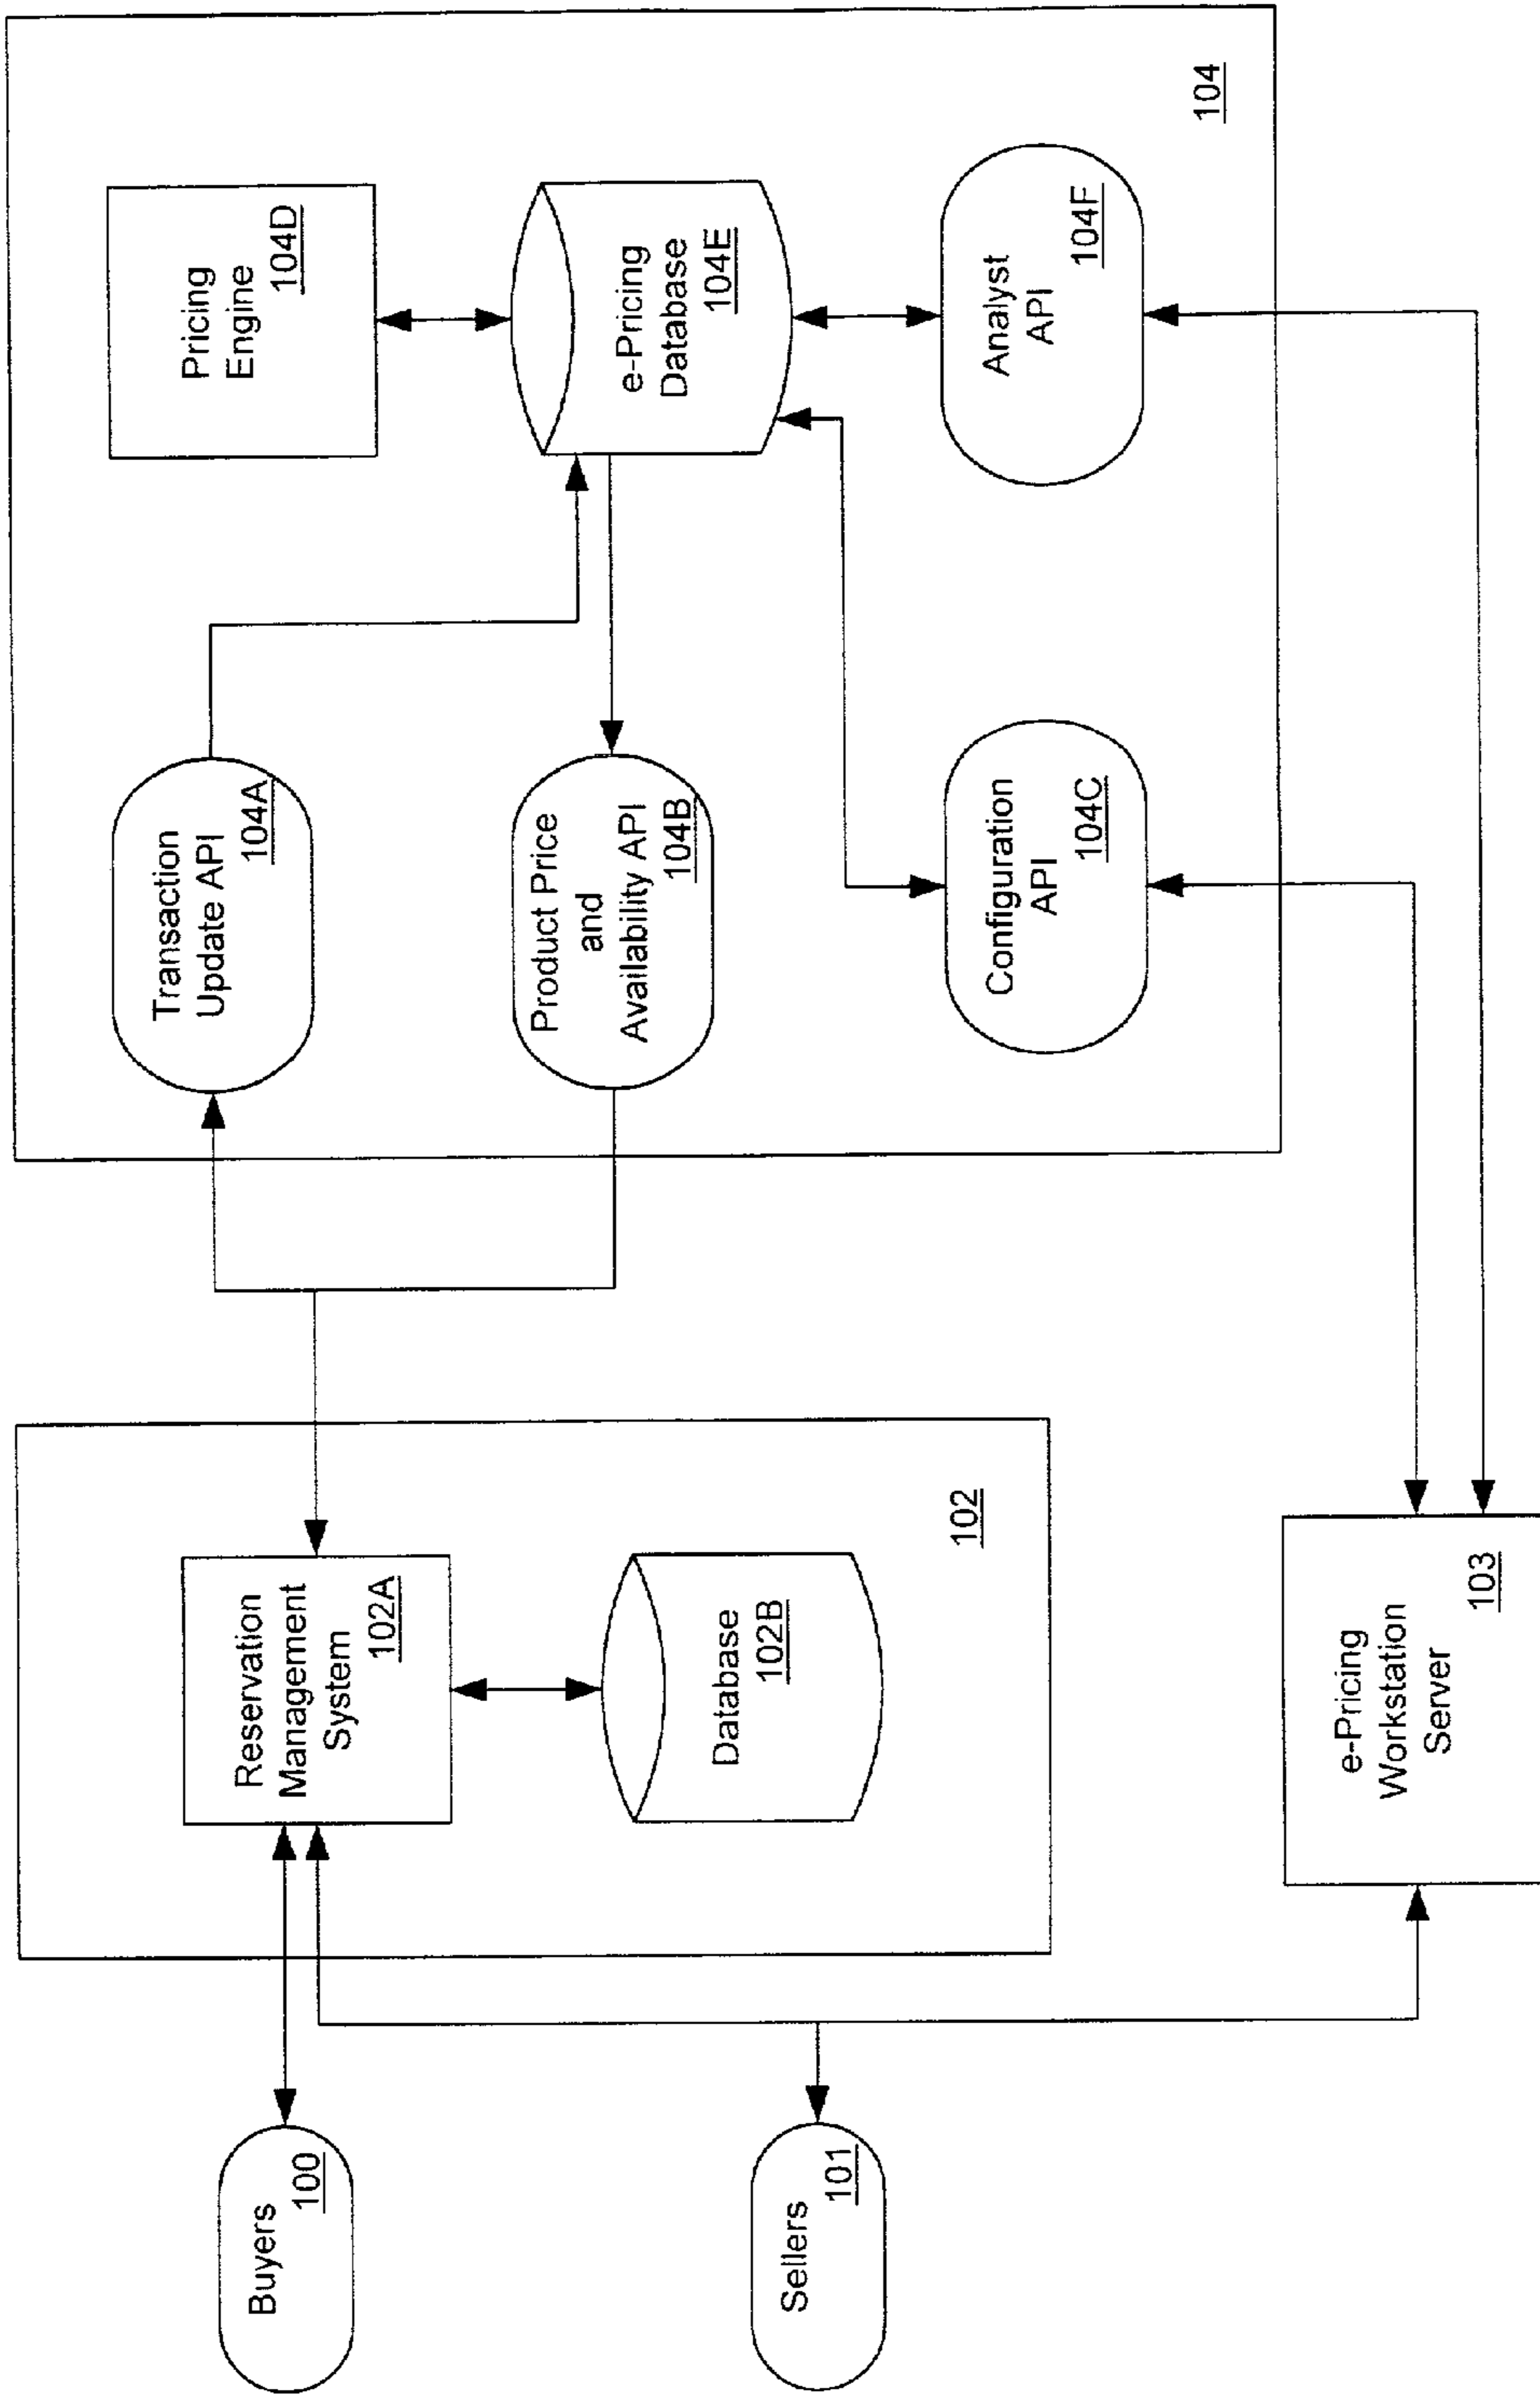 Buyers
100
Sellers
101
Reservation
Management
System
102A
Database
102B
102
e-Pricing
Workstation
Server
103
Transaction
Update API
104A
Product Price
and
Availability API
104B
Configuration
API
104C
Pricing
Engine
104D
e-Pricing
Database
104E
Analyst
API
104F
104